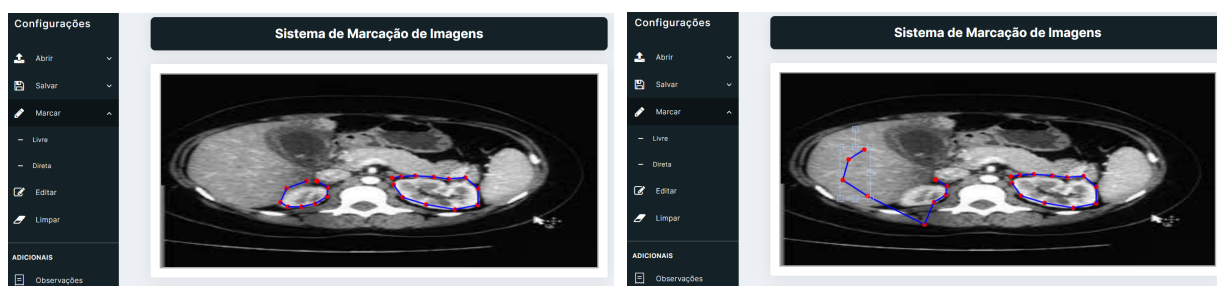 Configurações
Sistema de Marcação de Imagens
Abrir
Salvar
Marcar
Livre
Direta
Editar
Limpar
ADICIONAIS
Observações
Configurações
Sistema de Marcação de Imagens
Abrir
Salvar
Marcar
Livre
Direta
Editar
Limpar
ADICIONAIS
Observações